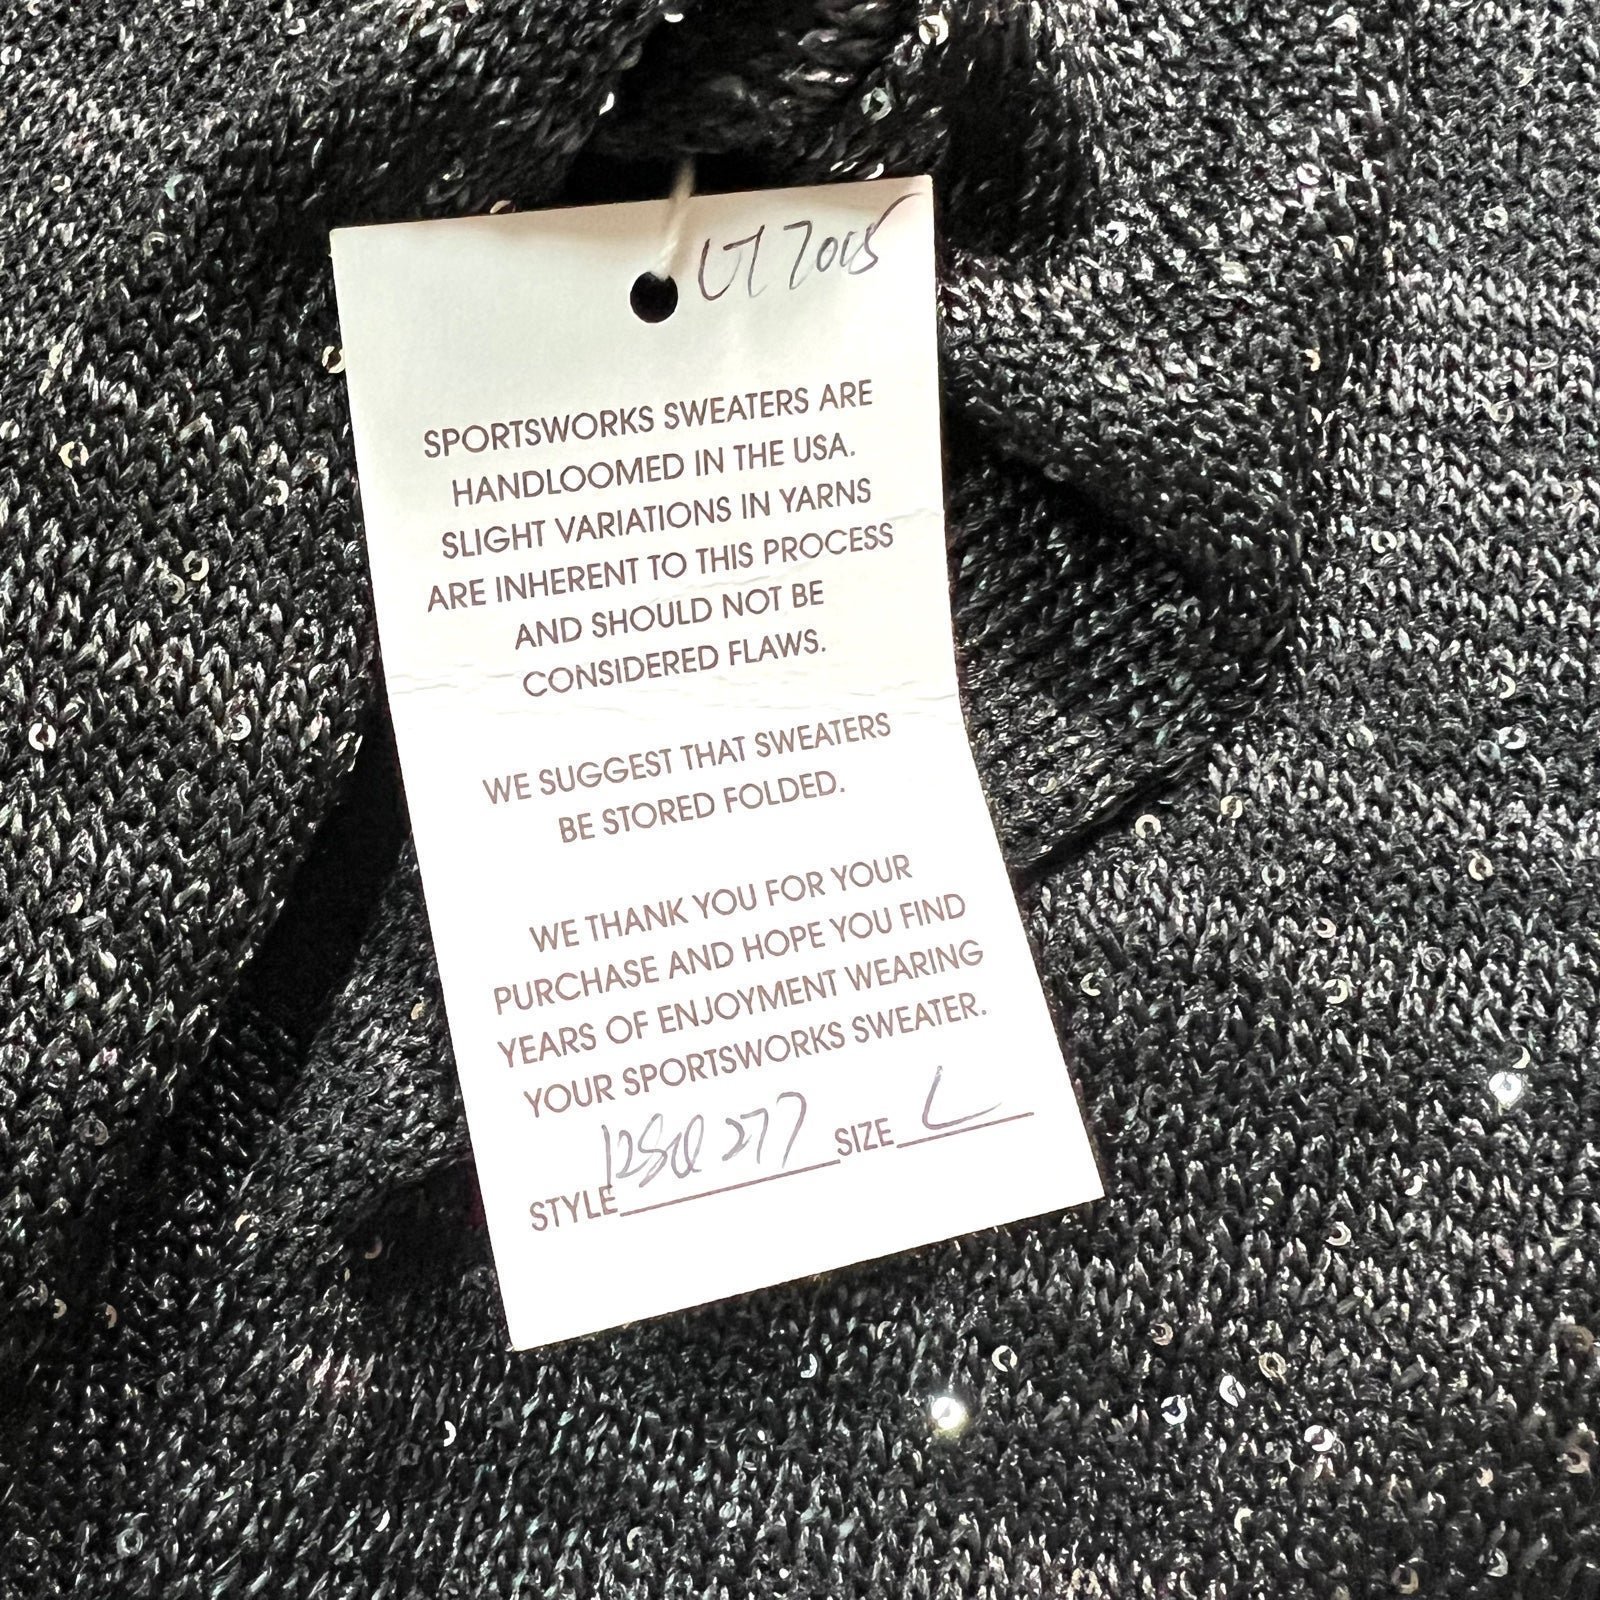 SPORTSWORKS SWEATERS ARE
HANDLOOMED IN THE USA.
SLIGHT VARIATIONS IN YARNS
ARE INHERENT TO THIS PROCESS
AND SHOULD NOT BE
CONSIDERED FLAWS.
WE SUGGEST THAT SWEATERS
BE STORED FOLDED.
WE THANK YOU FOR YOUR
PURCHASE AND HOPE YOU FIND
YEARS OF ENJOYMENT WEARING
YOUR SPORTSWORKS SWEATER.
STYLE 277 SIZE L